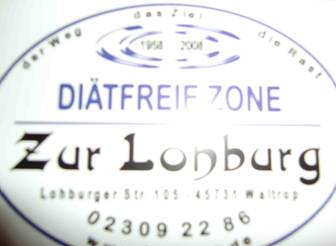 der Weg das Ziel die Rast
1958 2008
DIÄTFREIE ZONE
Zur Lohburg
Lohburger Str. 105 - 45731 Waltrop
02309 22 86